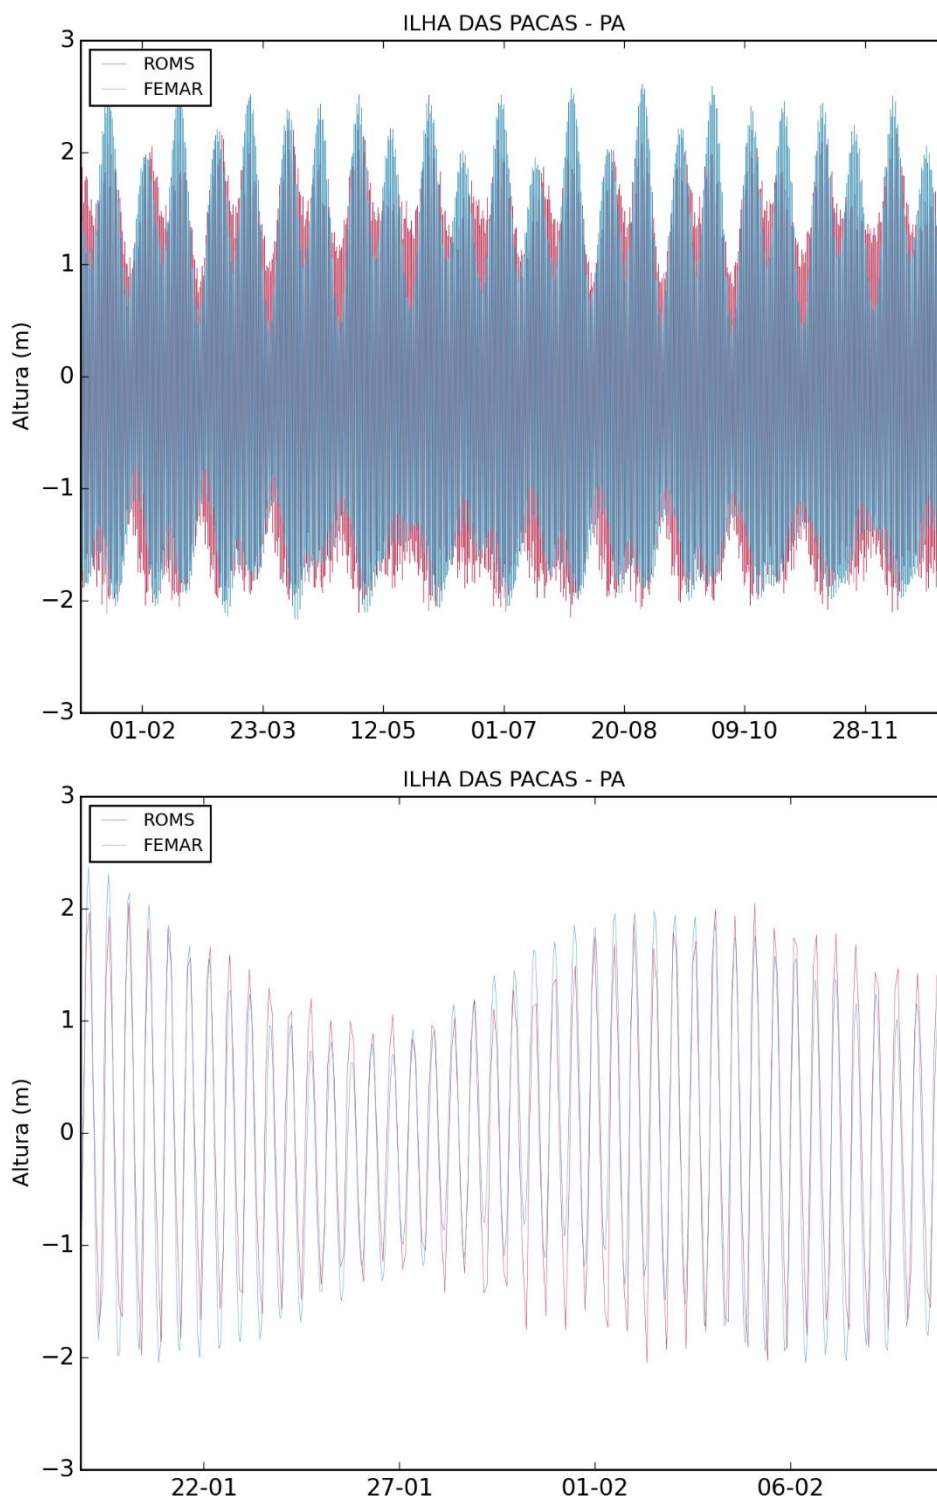 ILHA DAS PACAS - PA
3
ROMS
FEMAR
2
1
0
−1
−2
−3
Altura (m)
01-02 23-03 12-05 01-07 20-08 09-10 28-11
ILHA DAS PACAS - PA
3
ROMS
FEMAR
2
1
0
−1
−2
−3
Altura (m)
22-01 27-01 01-02 06-02